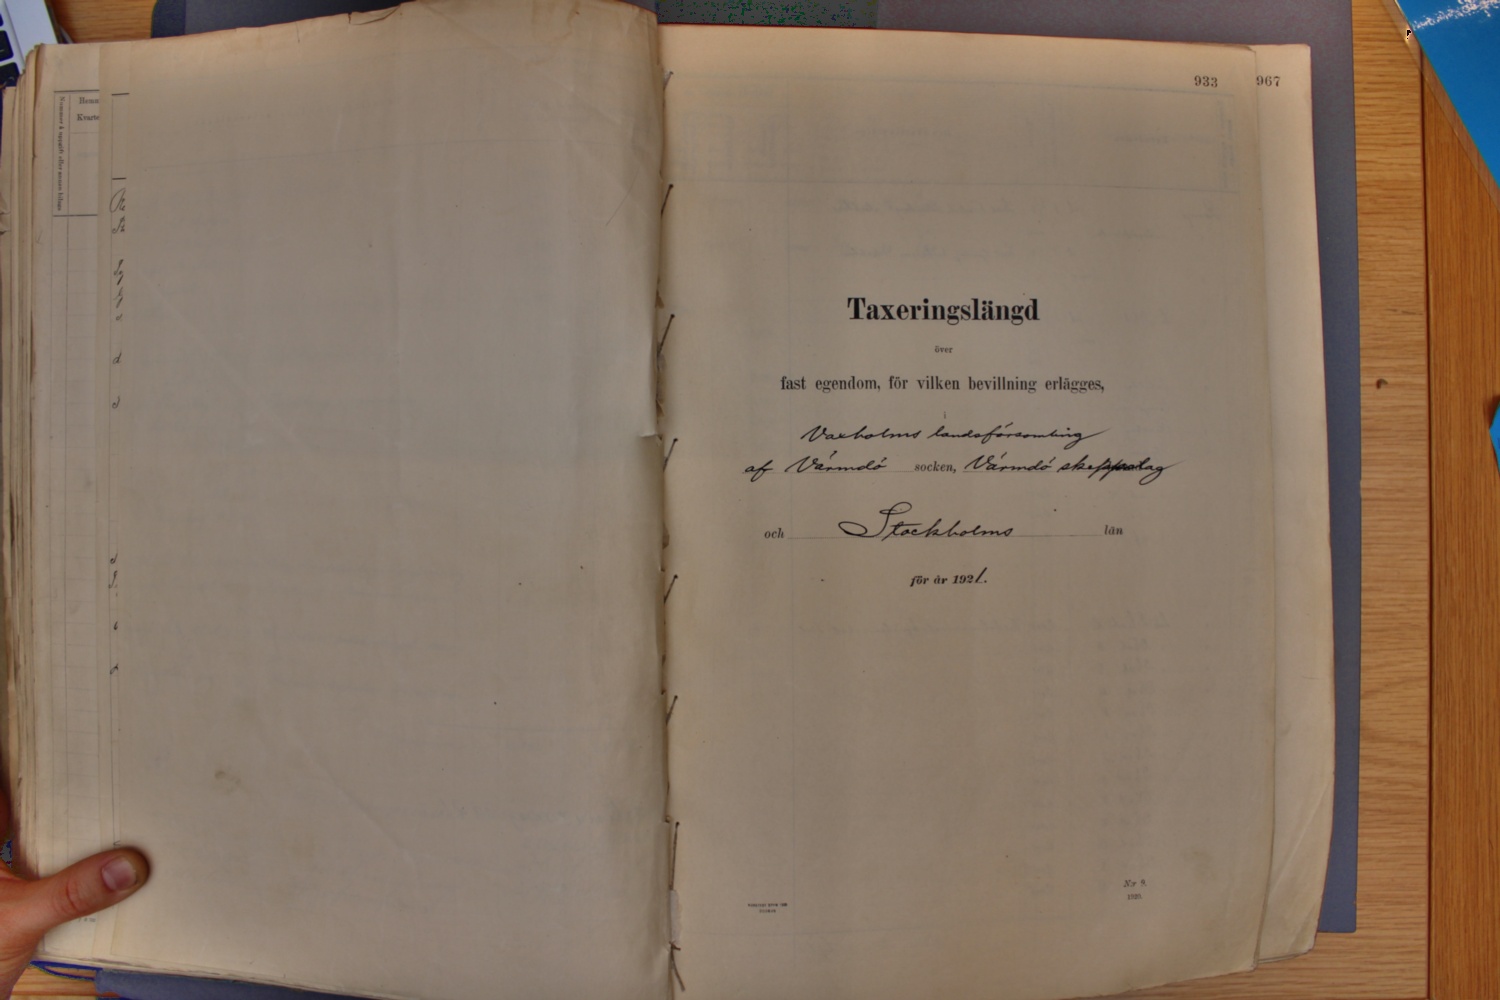 933
967
Taxeringslängd
över
fast egendom, för vilken bevillning erlägges,
i
Vaxholms landsförsamling
af Värmdö socken, Värmdö skeppslag
och Stockholms län
för år 1921.
N:r 9.
1920.
Kvarte